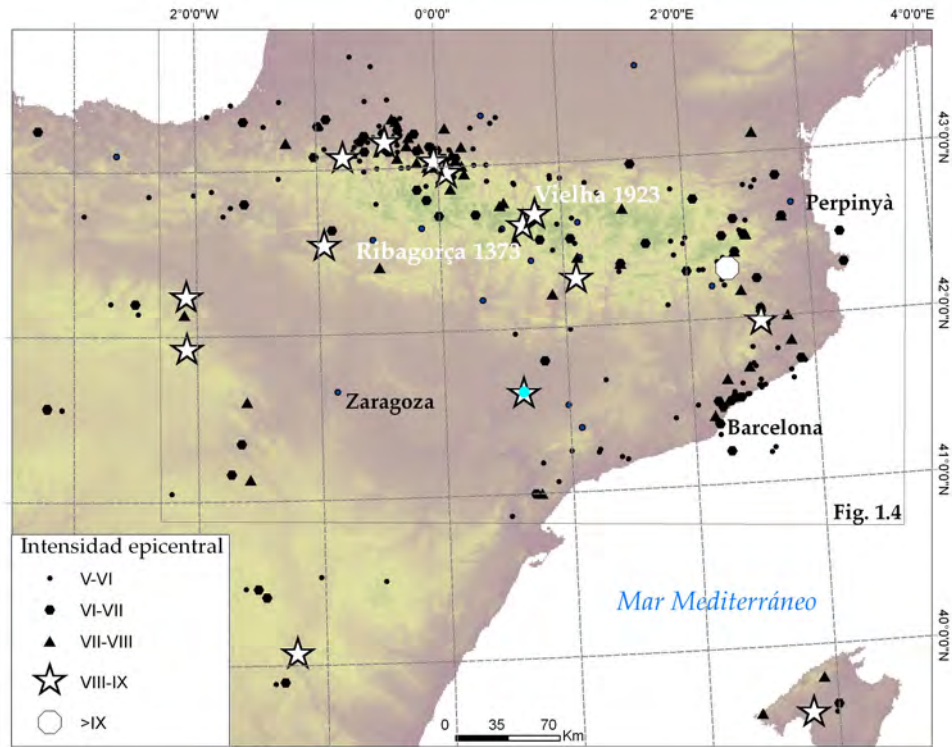 2°0'0"W 0°0'0" 2°0'0"E 4°0'0"E
43°0'0"N
Vielha 1923
Perpinyà
Ribagorça 1373
42°0'0"N
Zaragoza
Barcelona
41°0'0"N
Fig. 1.4
Intensidad epicentral
V-VI
VI-VII
VII-VIII
VIII-IX
>IX
Mar Mediterráneo
40°0'0"N
0 35 70
Km